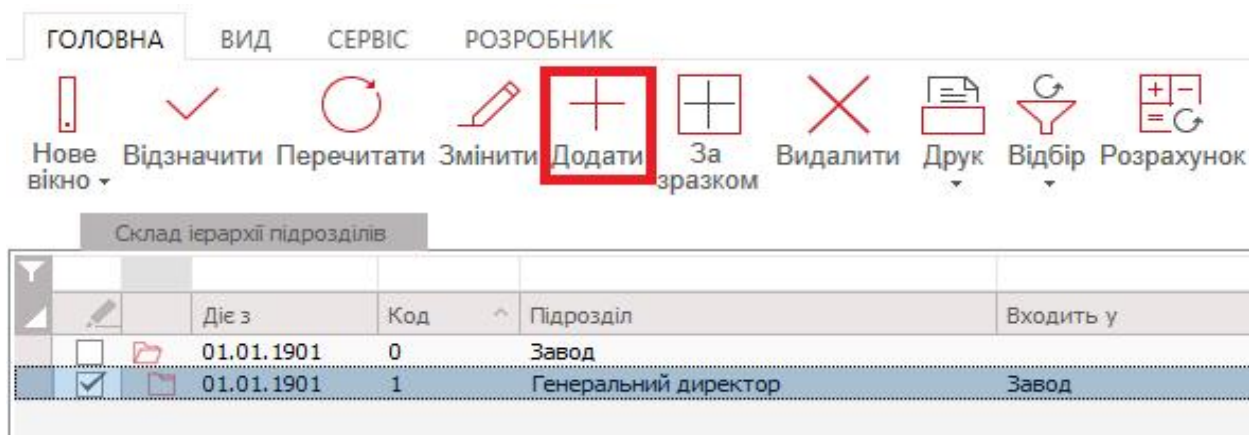 ГОЛОВНА ВИД СЕРВІС РОЗРОБНИК
Нове вікно Відзначити Перечитати Змінити Додати За зразком Видалити Друк Відбір Розрахунок
Склад ієрархії підрозділів
Діє з Код Підрозділ Входить у
01.01.1901 0 Завод
01.01.1901 1 Генеральний директор Завод